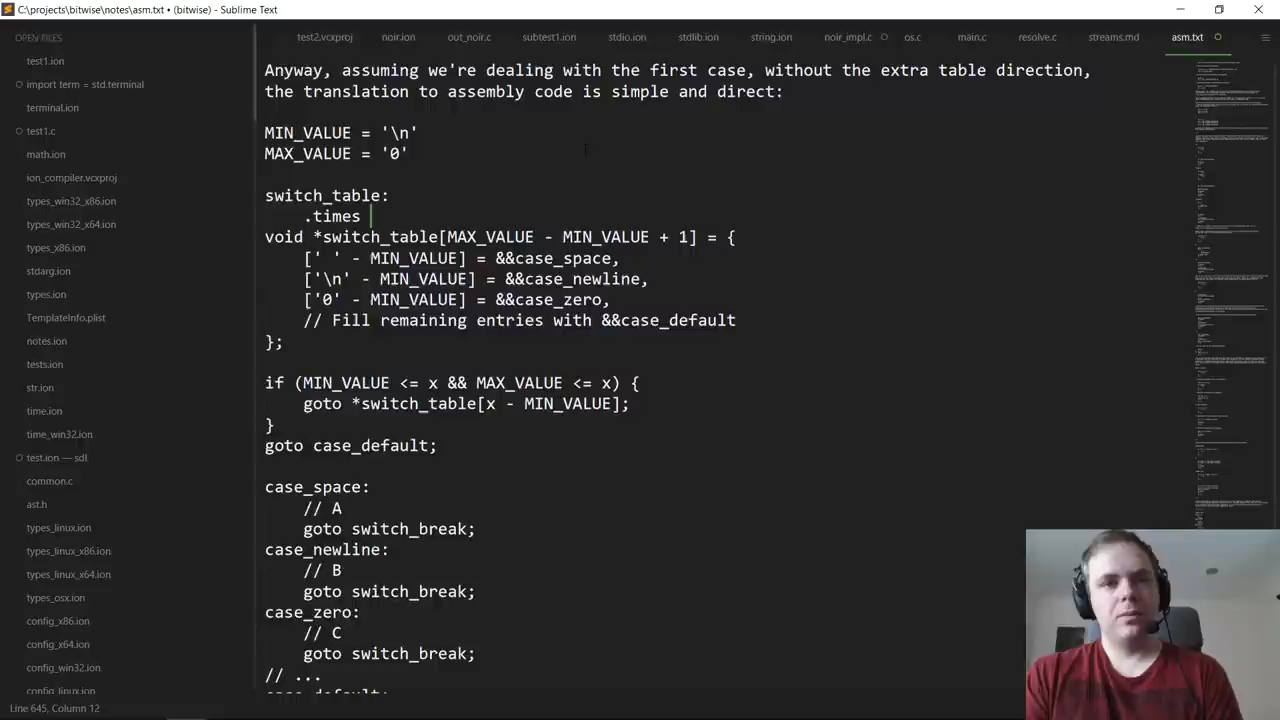 C:\projects\bitwise\notes\asm.txt • (bitwise) - Sublime Text
OPEN FILES
test2.vcxproj
noir.ion
out_noir.c
subtest1.ion
stdio.ion
stdlib.ion
string.ion
noir_impl.c
os.c
main.c
resolve.c
streams.md
asm.txt
test1.ion
import term = std.terminal
terminal.ion
test1.c
math.ion
ion_compiler.vcxproj
types_win32_x86.ion
types_win32_x64.ion
types_x86.ion
stdarg.ion
types.ion
TemplateInfo.plist
notes.ion
tests.ion
str.ion
time.ion
time_win32.ion
test.ion — sdl
common.c
ast.h
types_linux.ion
types_linux_x86.ion
types_linux_x64.ion
types_osx.ion
config_x86.ion
config_x64.ion
config_win32.ion
config_linux.ion
Anyway, assuming we're dealing with the first case, without the extra table direction,
the translation to assemby code is simple and direct:
MIN_VALUE = '\n'
MAX_VALUE = '0'
switch_table:
.times
void *switch_table[MAX_VALUE - MIN_VALUE + 1] = {
[' ' - MIN_VALUE] = &&case_space,
['\n' - MIN_VALUE] = &&case_newline,
['0' - MIN_VALUE] = &&case_zero,
// Fill remaining entries with &&case_default
};
if (MIN_VALUE <= x && MAX_VALUE <= x) {
goto *switch_table[x - MIN_VALUE];
}
goto case_default;
case_space:
// A
goto switch_break;
case_newline:
// B
goto switch_break;
case_zero:
// C
goto switch_break;
// ...
case_default:
Line 645, Column 12